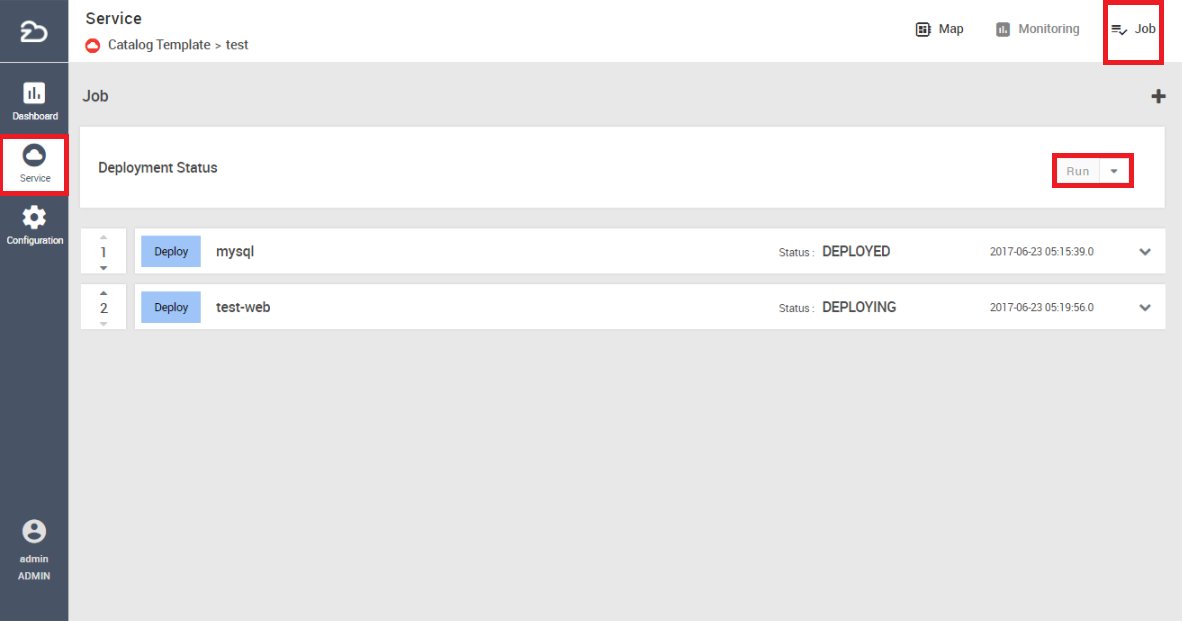 Service
Catalog Template > test
Map
Monitoring
Job
Dashboard
Service
Configuration
admin
ADMIN
Job
Deployment Status
Run
1 Deploy mysql Status : DEPLOYED 2017-06-23 05:15:39.0
2 Deploy test-web Status : DEPLOYING 2017-06-23 05:19:56.0